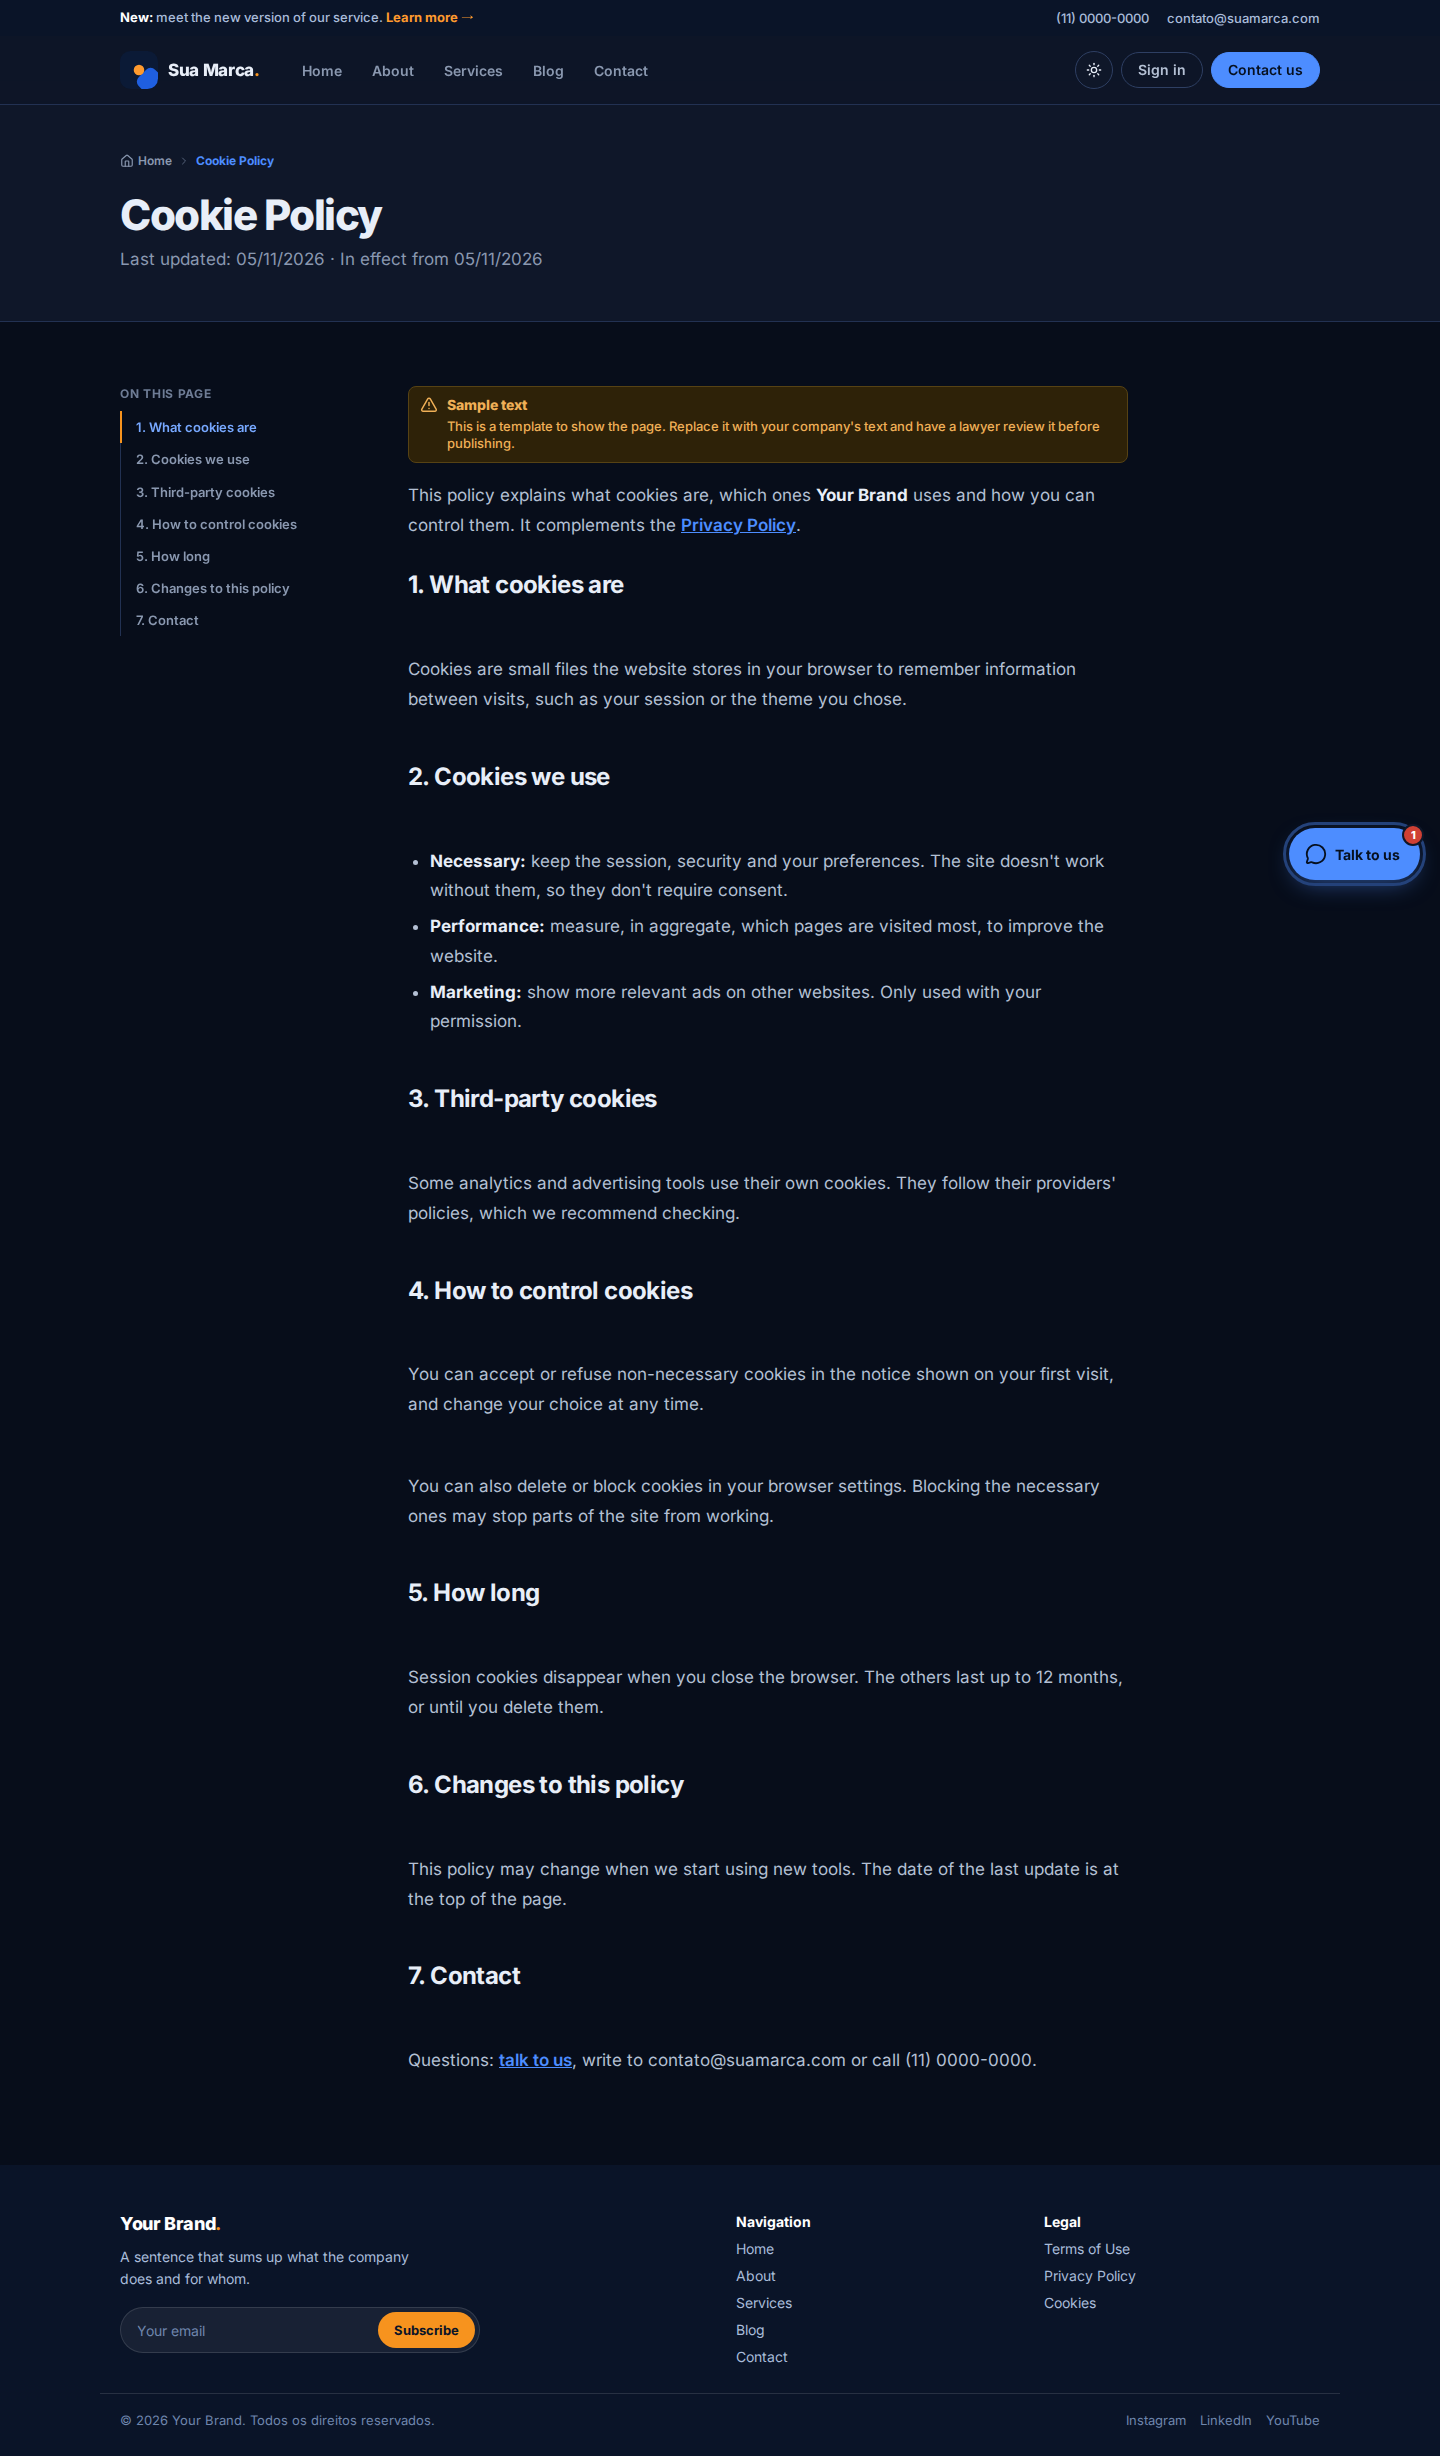 New: meet the new version of our service. Learn more →
(11) 0000-0000 contato@suamarca.com
Sua Marca.
Home About Services Blog Contact
Sign in
Contact us
Home > Cookie Policy
Cookie Policy
Last updated: 05/11/2026 · In effect from 05/11/2026
ON THIS PAGE
1. What cookies are
2. Cookies we use
3. Third-party cookies
4. How to control cookies
5. How long
6. Changes to this policy
7. Contact
Sample text
This is a template to show the page. Replace it with your company's text and have a lawyer review it before
publishing.
This policy explains what cookies are, which ones Your Brand uses and how you can
control them. It complements the Privacy Policy.
1. What cookies are
Cookies are small files the website stores in your browser to remember information
between visits, such as your session or the theme you chose.
2. Cookies we use
• Necessary: keep the session, security and your preferences. The site doesn't work
without them, so they don't require consent.
• Performance: measure, in aggregate, which pages are visited most, to improve the
website.
• Marketing: show more relevant ads on other websites. Only used with your
permission.
3. Third-party cookies
Some analytics and advertising tools use their own cookies. They follow their providers'
policies, which we recommend checking.
4. How to control cookies
You can accept or refuse non-necessary cookies in the notice shown on your first visit,
and change your choice at any time.
You can also delete or block cookies in your browser settings. Blocking the necessary
ones may stop parts of the site from working.
5. How long
Session cookies disappear when you close the browser. The others last up to 12 months,
or until you delete them.
6. Changes to this policy
This policy may change when we start using new tools. The date of the last update is at
the top of the page.
7. Contact
Questions: talk to us, write to contato@suamarca.com or call (11) 0000-0000.
Talk to us
1
Your Brand.
A sentence that sums up what the company
does and for whom.
Your email
Subscribe
Navigation
Home
About
Services
Blog
Contact
Legal
Terms of Use
Privacy Policy
Cookies
© 2026 Your Brand. Todos os direitos reservados.
Instagram LinkedIn YouTube